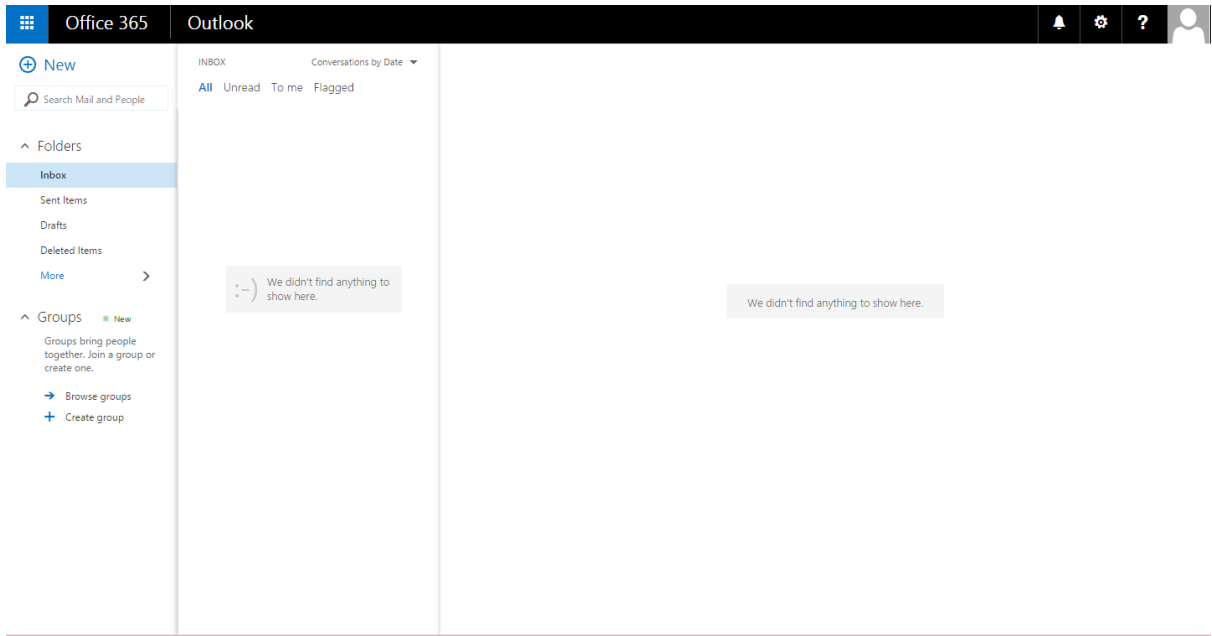 Office 365
Outlook
?
New
Search Mail and People
Folders
Inbox
Sent Items
Drafts
Deleted Items
More
Groups New
Groups bring people
together. Join a group or
create one.
Browse groups
Create group
INBOX Conversations by Date
All Unread To me Flagged
:-)
We didn't find anything to
show here.
We didn't find anything to show here.